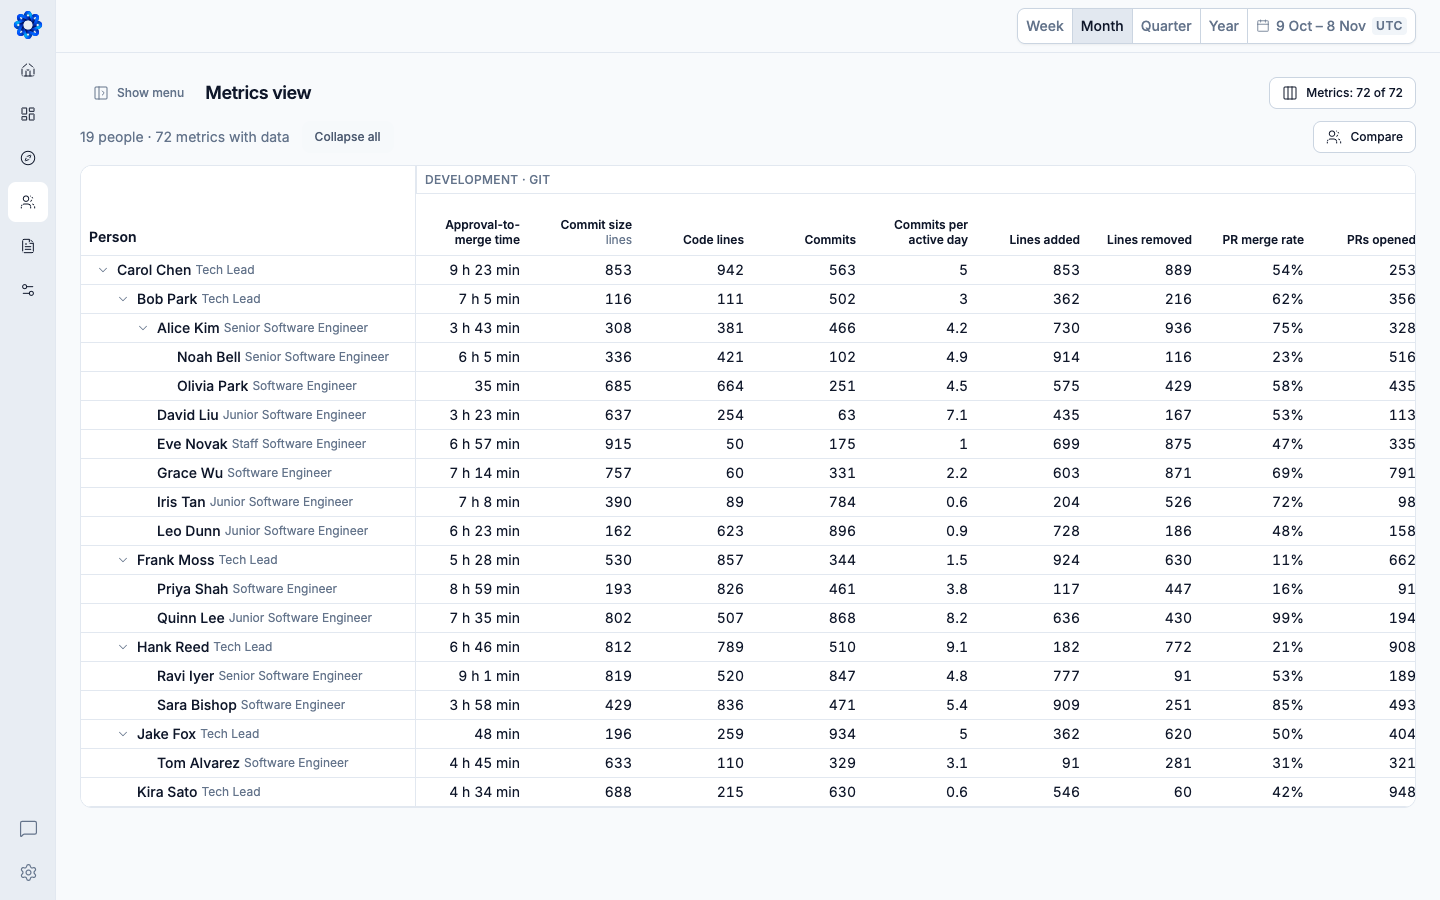 Week Month Quarter Year 9 Oct – 8 Nov UTC
Show menu Metrics view Metrics: 72 of 72
19 people · 72 metrics with data Collapse all Compare
DEVELOPMENT · GIT
Person Approval-to-merge time Commit size lines Code lines Commits Commits per active day Lines added Lines removed PR merge rate PRs opened
Carol Chen Tech Lead 9 h 23 min 853 942 563 5 853 889 54% 253
Bob Park Tech Lead 7 h 5 min 116 111 502 3 362 216 62% 356
Alice Kim Senior Software Engineer 3 h 43 min 308 381 466 4.2 730 936 75% 328
Noah Bell Senior Software Engineer 6 h 5 min 336 421 102 4.9 914 116 23% 516
Olivia Park Software Engineer 35 min 685 664 251 4.5 575 429 58% 435
David Liu Junior Software Engineer 3 h 23 min 637 254 63 7.1 435 167 53% 113
Eve Novak Staff Software Engineer 6 h 57 min 915 50 175 1 699 875 47% 335
Grace Wu Software Engineer 7 h 14 min 757 60 331 2.2 603 871 69% 791
Iris Tan Junior Software Engineer 7 h 8 min 390 89 784 0.6 204 526 72% 98
Leo Dunn Junior Software Engineer 6 h 23 min 162 623 896 0.9 728 186 48% 158
Frank Moss Tech Lead 5 h 28 min 530 857 344 1.5 924 630 11% 662
Priya Shah Software Engineer 8 h 59 min 193 826 461 3.8 117 447 16% 91
Quinn Lee Junior Software Engineer 7 h 35 min 802 507 868 8.2 636 430 99% 194
Hank Reed Tech Lead 6 h 46 min 812 789 510 9.1 182 772 21% 908
Ravi Iyer Senior Software Engineer 9 h 1 min 819 520 847 4.8 777 91 53% 189
Sara Bishop Software Engineer 3 h 58 min 429 836 471 5.4 909 251 85% 493
Jake Fox Tech Lead 48 min 196 259 934 5 362 620 50% 404
Tom Alvarez Software Engineer 4 h 45 min 633 110 329 3.1 91 281 31% 321
Kira Sato Tech Lead 4 h 34 min 688 215 630 0.6 546 60 42% 948